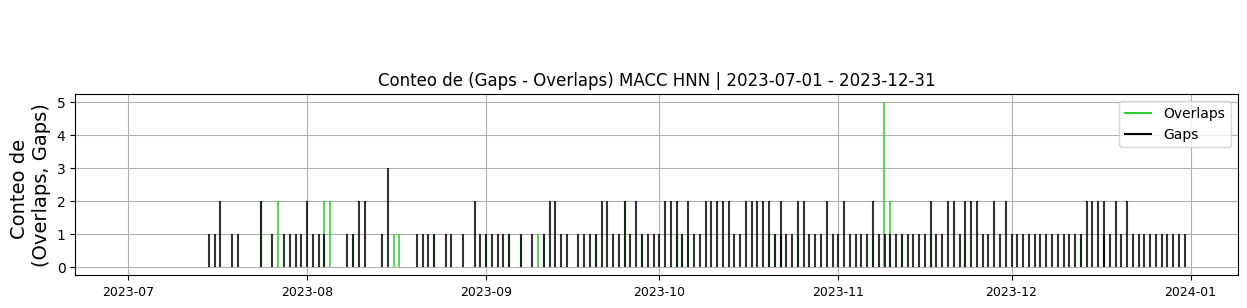 Conteo de (Gaps - Overlaps) MACC HNN | 2023-07-01 - 2023-12-31
Conteo de
(Overlaps, Gaps)
5
4
3
2
1
0
Overlaps
Gaps
2023-07
2023-08
2023-09
2023-10
2023-11
2023-12
2024-01